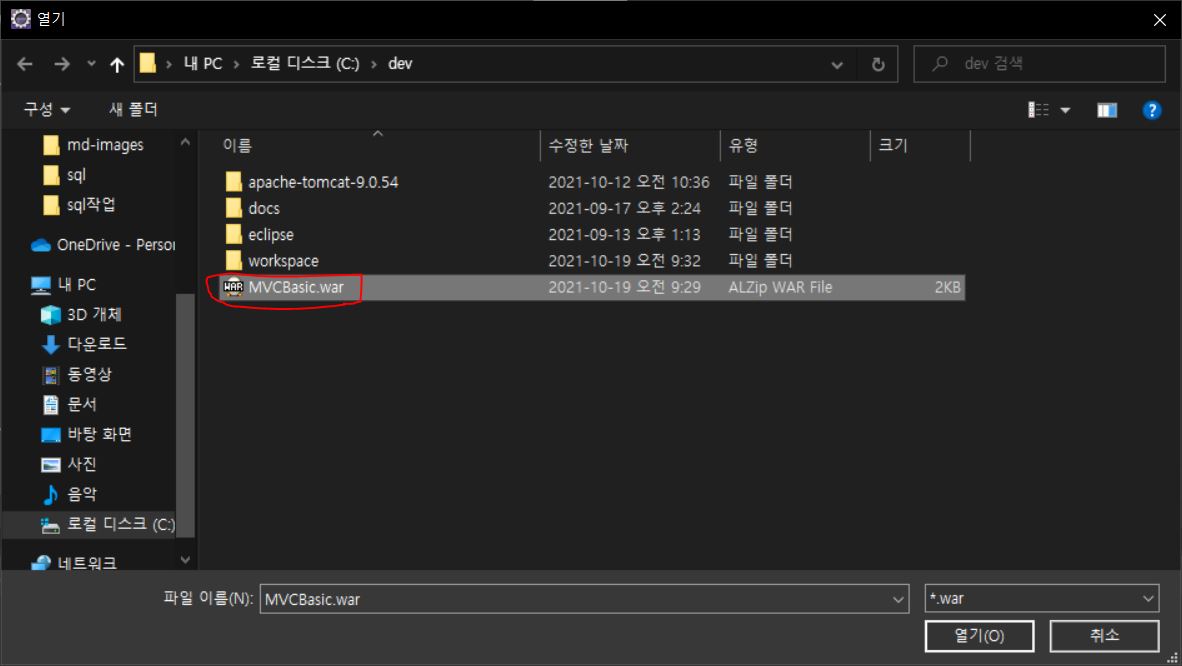 열기
내 PC › 로컬 디스크 (C:) › dev
dev 검색
구성
새 폴더
md-images
sql
sql작업
OneDrive - Person
내 PC
3D 개체
다운로드
동영상
문서
바탕 화면
사진
음악
로컬 디스크 (C:)
네트워크
이름 수정한 날짜 유형 크기
apache-tomcat-9.0.54 2021-10-12 오전 10:36 파일 폴더
docs 2021-09-17 오후 2:24 파일 폴더
eclipse 2021-09-13 오후 1:13 파일 폴더
workspace 2021-10-19 오전 9:32 파일 폴더
WAR MVCBasic.war 2021-10-19 오전 9:29 ALZip WAR File 2KB
파일 이름(N): MVCBasic.war
*.war
열기(O) 취소